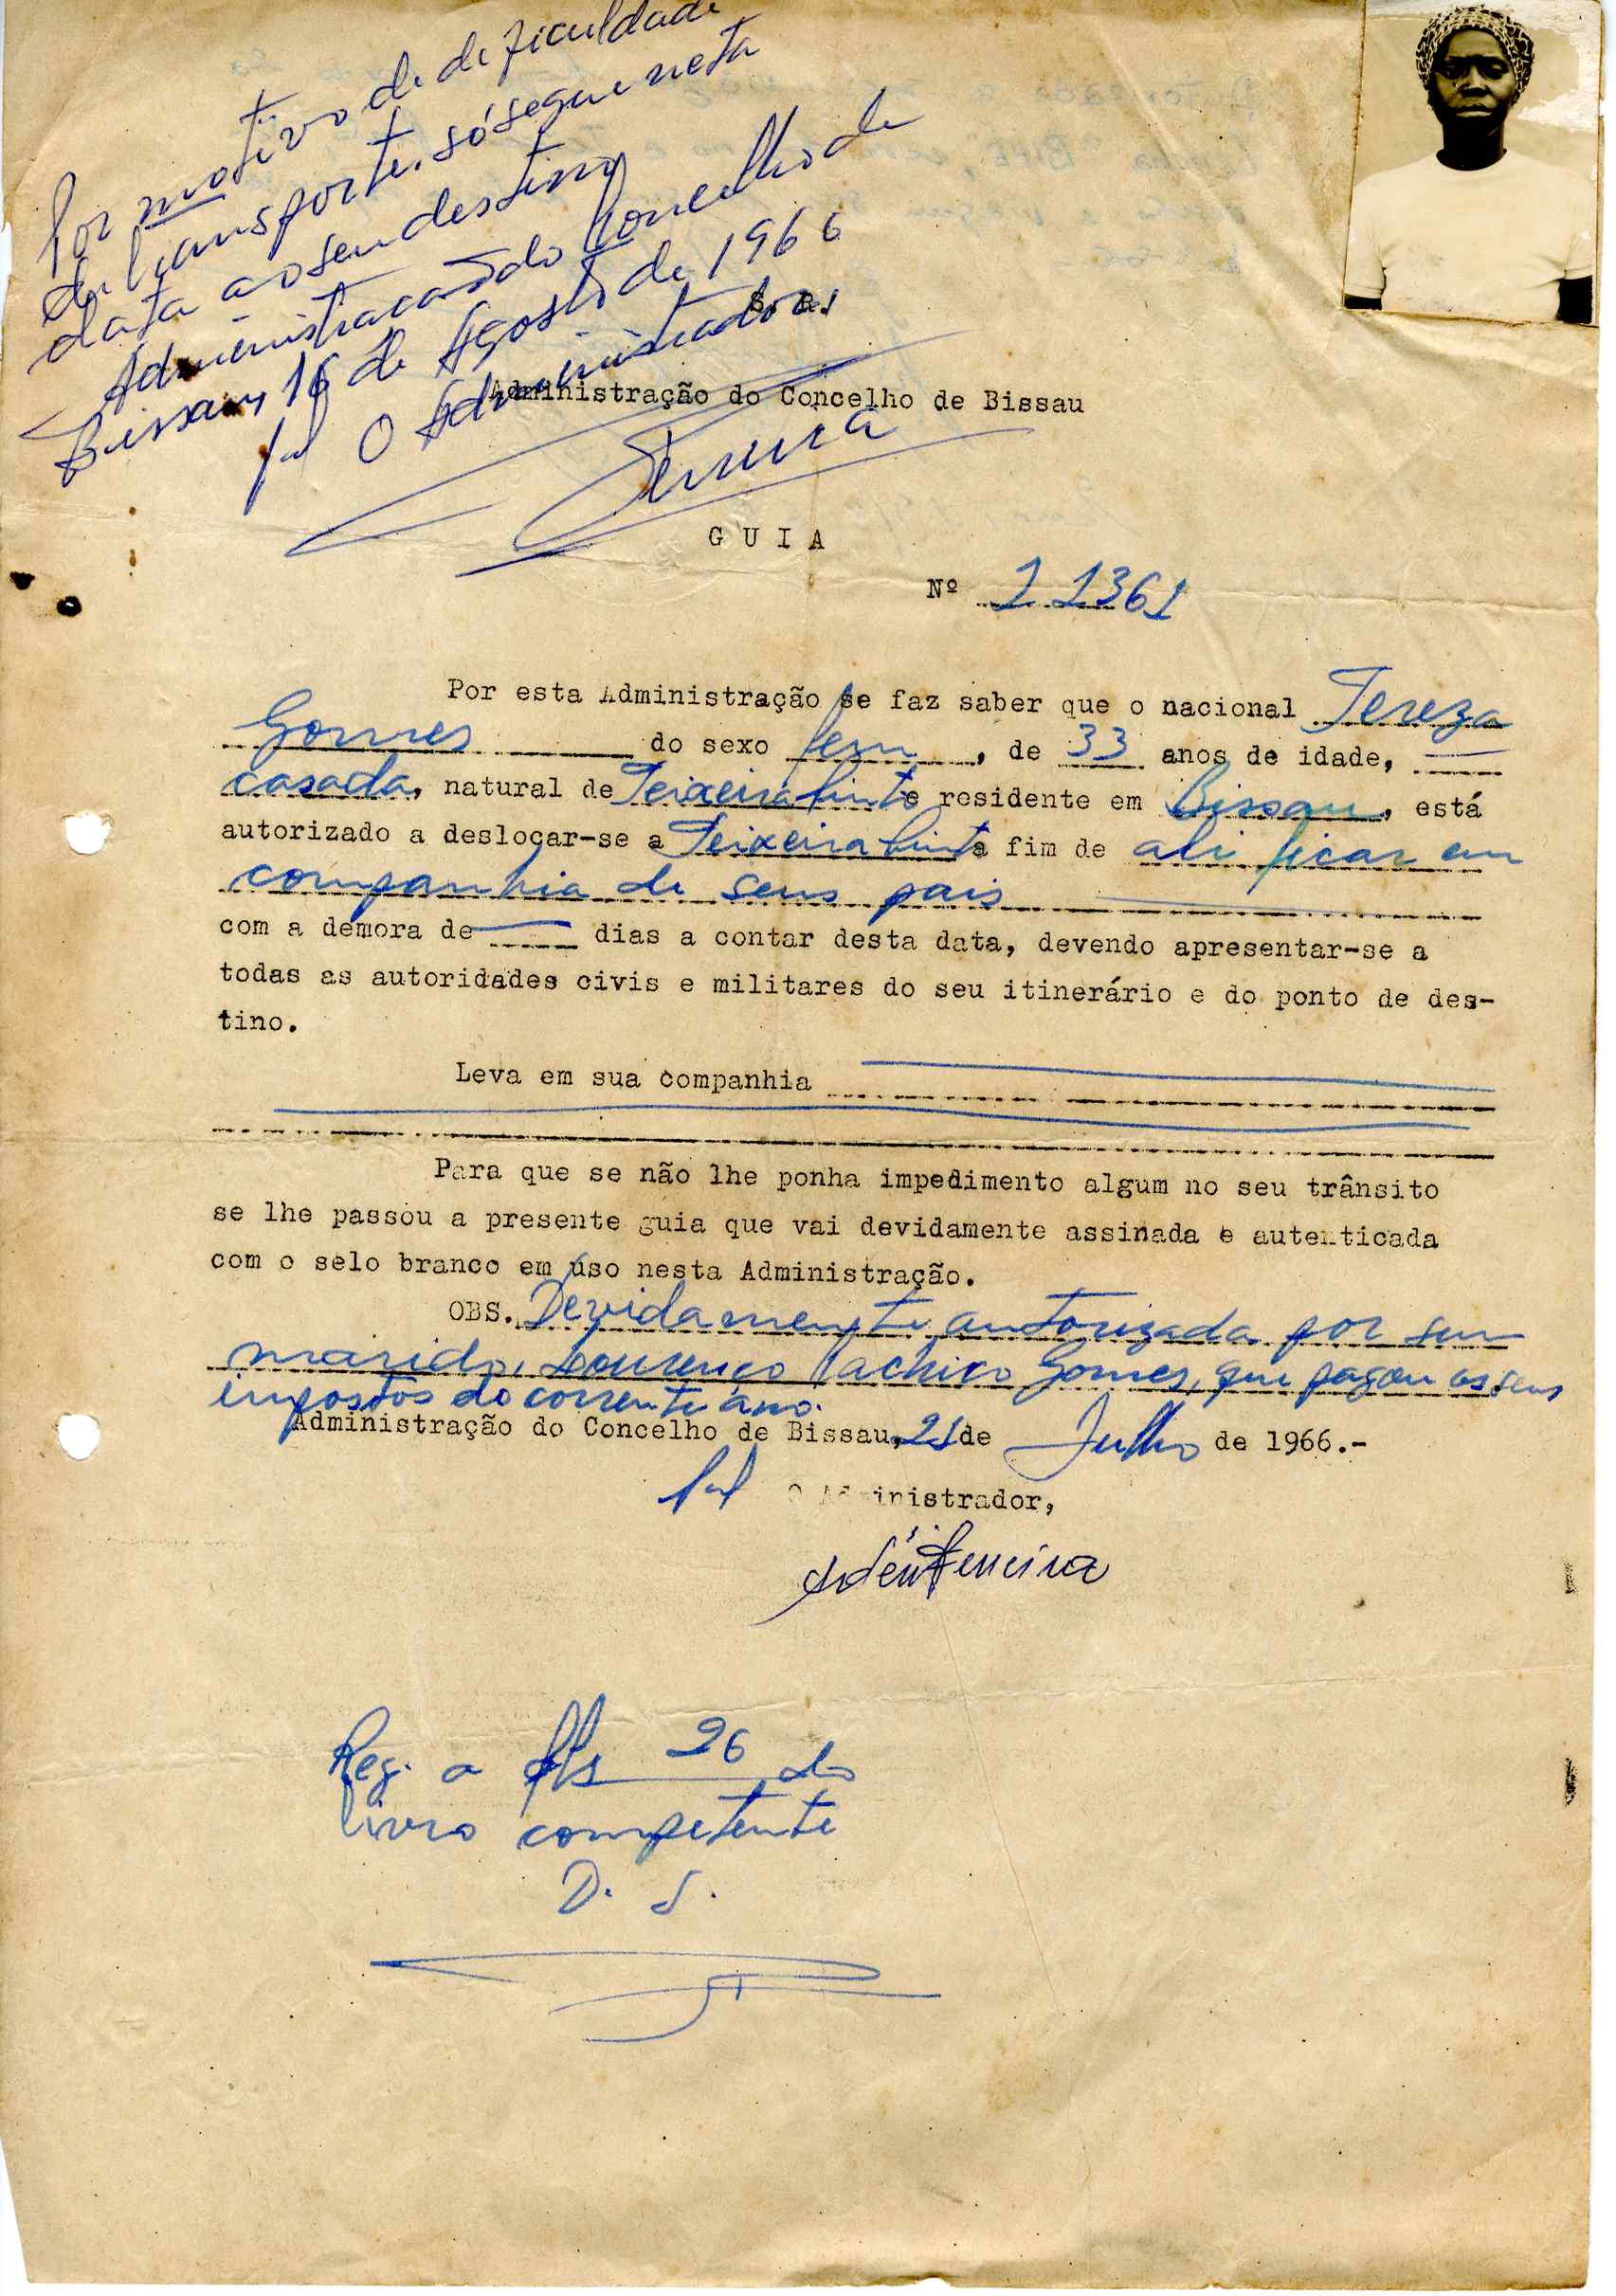 Por motivo de dificuldade
de transporte, só segue nesta
data ao seu destino
Administração do Concelho de
Bissau, 16 de Agosto de 1966
O Administrador,
Ferreira
S. R.
Administração do Concelho de Bissau
G U I A
Nº 11361
Por esta Administração se faz saber que o nacional Tereza
Gomes do sexo fem, de 33 anos de idade,
casada, natural de Teixeira Pinto e residente em Bissau, está
autorizado a deslocar-se a Teixeira Pinto a fim de ali ficar em
companhia de seus pais
com a demora de dias a contar desta data, devendo apresentar-se a
todas as autoridades civis e militares do seu itinerário e do ponto de des-
tino.
Leva em sua companhia
Para que se não lhe ponha impedimento algum no seu trânsito
se lhe passou a presente guia que vai devidamente assinada e autenticada
com o selo branco em uso nesta Administração.
OBS. Devidamente autorizada por seu
marido, Lourenço Gomes, que pagou os seus
impostos do corrente ano.
Administração do Concelho de Bissau, 21 de Julho de 1966.-
O Administrador,
Ferreira
Reg. a fls 26 do
livro competente
D. S.